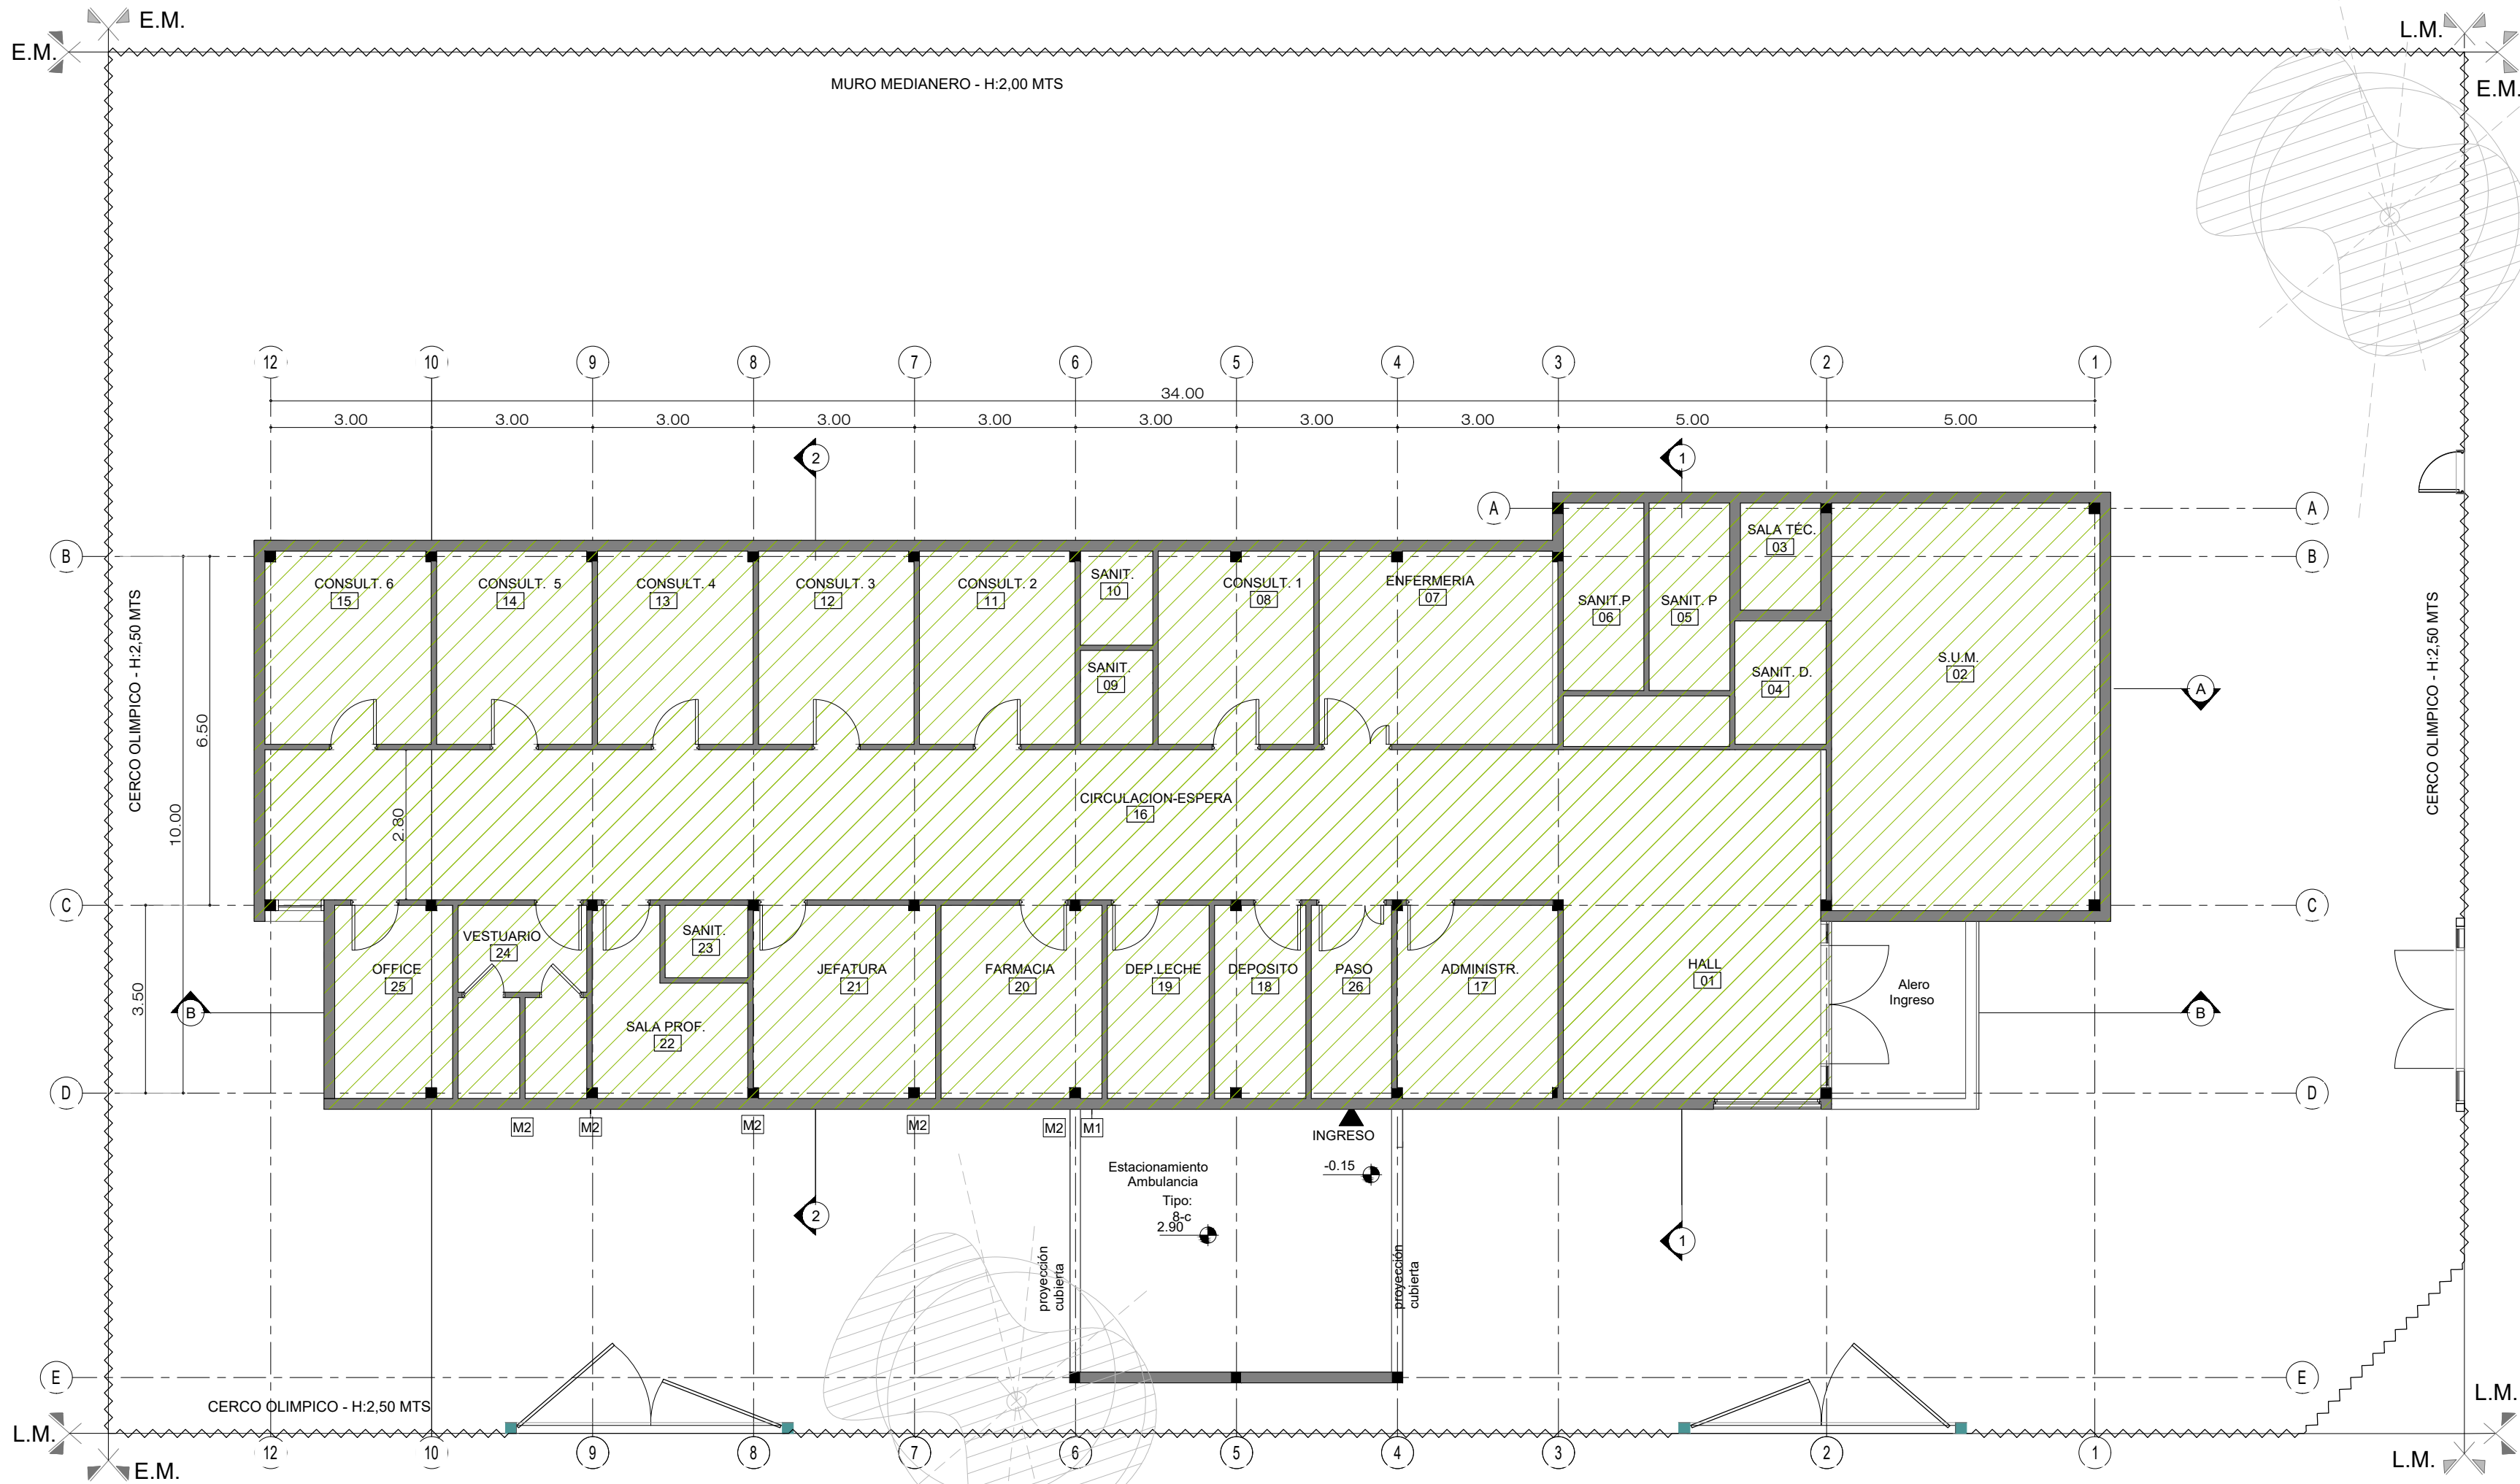 E.M.
E.M.
L.M.
E.M.
MURO MEDIANERO - H:2,00 MTS
12
10
9
8
7
6
5
4
3
2
1
34.00
3.00
3.00
3.00
3.00
3.00
3.00
3.00
3.00
5.00
5.00
2
1
A
A
B
B
SALA TÉC.
03
CONSULT. 6
15
CONSULT. 5
14
CONSULT. 4
13
CONSULT. 3
12
CONSULT. 2
11
SANIT.
10
CONSULT. 1
08
ENFERMERIA
07
SANIT.P
06
SANIT. P
05
SANIT.
09
SANIT. D.
04
S.U.M.
02
A
CERCO OLIMPICO - H:2,50 MTS
CERCO OLIMPICO - H:2,50 MTS
6.50
10.00
2.80
CIRCULACION-ESPERA
16
C
C
VESTUARIO
24
SANIT.
23
OFFICE
25
JEFATURA
21
FARMACIA
20
DEP.LECHE
19
DEPOSITO
18
PASO
26
ADMINISTR.
17
HALL
01
Alero
Ingreso
3.50
B
B
SALA PROF.
22
D
D
M2
M2
M2
M2
M2
M1
INGRESO
-0.15
Estacionamiento
Ambulancia
Tipo:
8-c
2.90
2
1
proyección
cubierta
proyección
cubierta
E
E
CERCO OLIMPICO - H:2,50 MTS
L.M.
L.M.
12
10
9
8
7
6
5
4
3
2
1
E.M.
L.M.